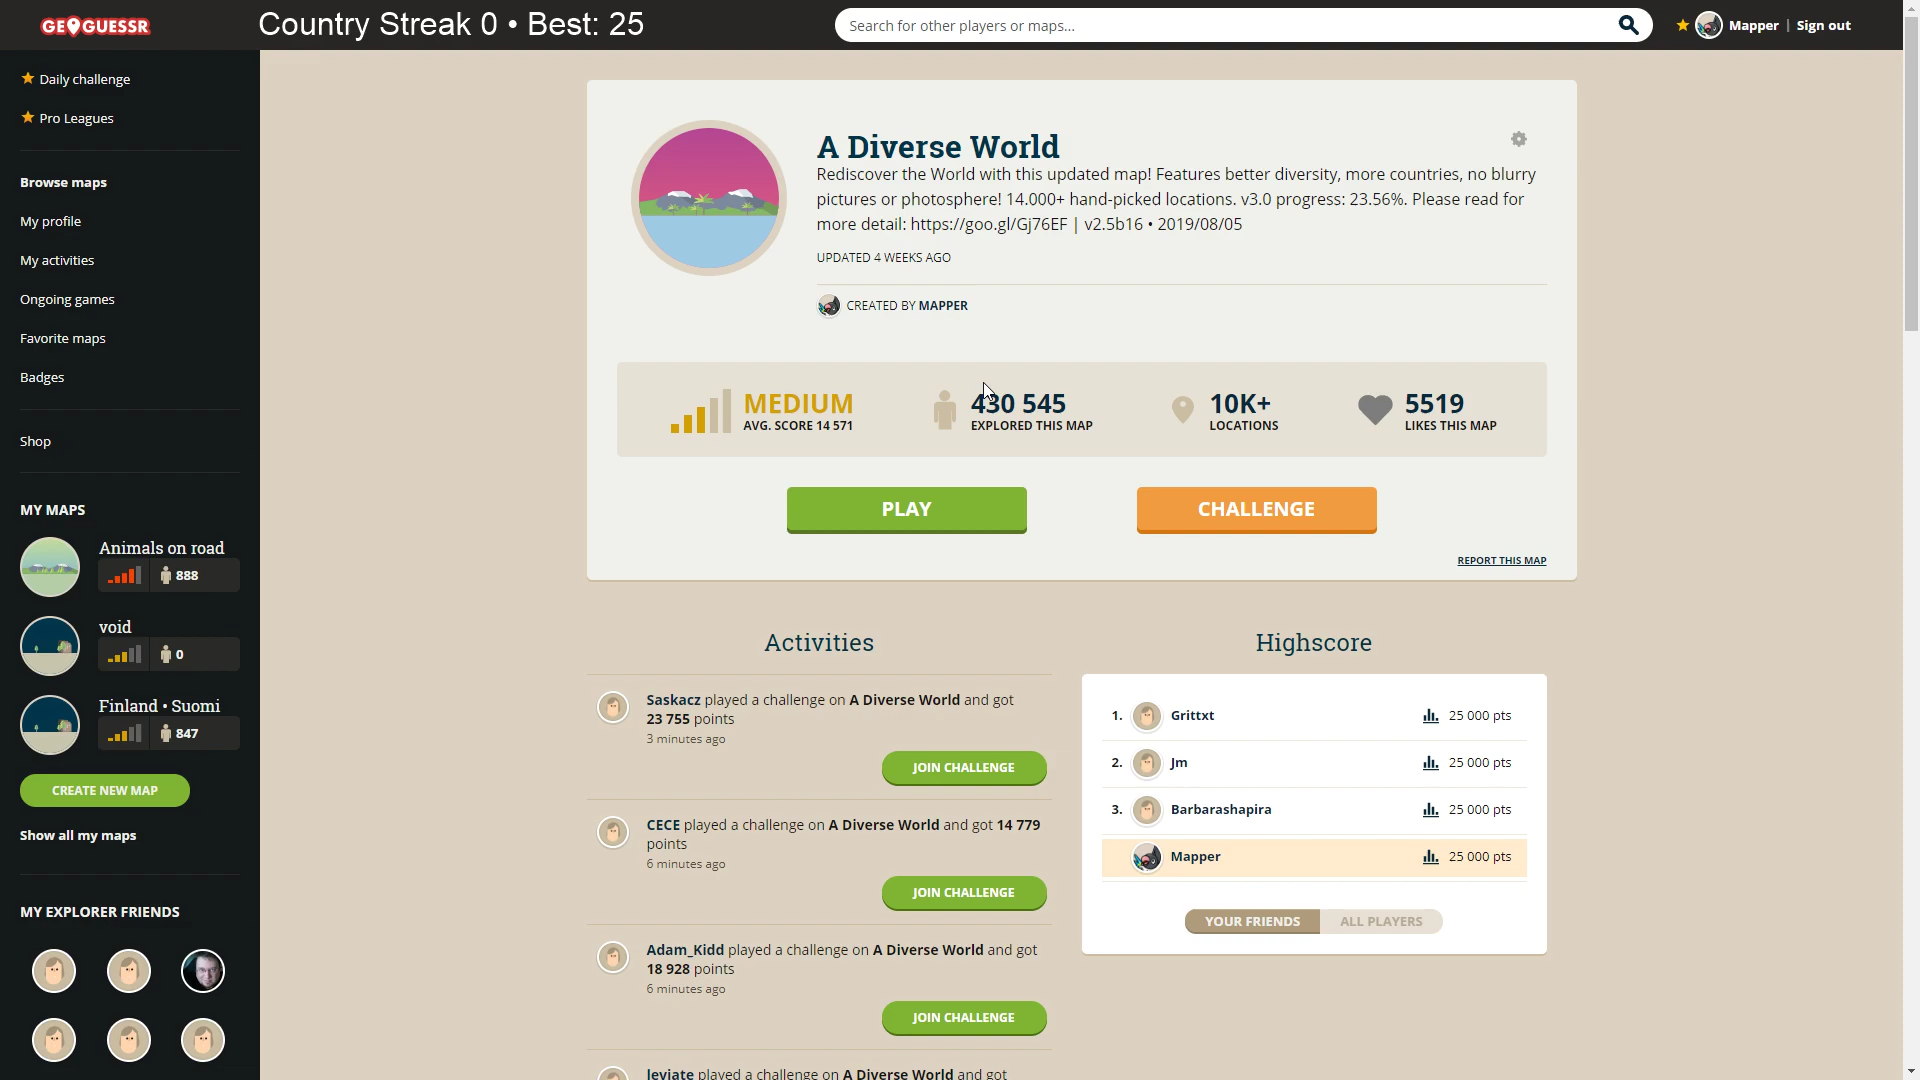 GEOGUESSR
Country Streak 0 • Best: 25
Search for other players or maps...
Mapper | Sign out
Daily challenge
Pro Leagues
Browse maps
My profile
My activities
Ongoing games
Favorite maps
Badges
Shop
MY MAPS
Animals on road
888
void
0
Finland • Suomi
847
CREATE NEW MAP
Show all my maps
MY EXPLORER FRIENDS
A Diverse World
Rediscover the World with this updated map! Features better diversity, more countries, no blurry
pictures or photosphere! 14.000+ hand-picked locations. v3.0 progress: 23.56%. Please read for
more detail: https://goo.gl/Gj76EF | v2.5b16 • 2019/08/05
UPDATED 4 WEEKS AGO
CREATED BY MAPPER
MEDIUM
AVG. SCORE 14 571
430 545
EXPLORED THIS MAP
10K+
LOCATIONS
5519
LIKES THIS MAP
PLAY
CHALLENGE
REPORT THIS MAP
Activities
Saskacz played a challenge on A Diverse World and got
23 755 points
3 minutes ago
JOIN CHALLENGE
CECE played a challenge on A Diverse World and got 14 779
points
6 minutes ago
JOIN CHALLENGE
Adam_Kidd played a challenge on A Diverse World and got
18 928 points
6 minutes ago
JOIN CHALLENGE
leviate played a challenge on A Diverse World and got
Highscore
1. Grittxt 25 000 pts
2. Jm 25 000 pts
3. Barbarashapira 25 000 pts
Mapper 25 000 pts
YOUR FRIENDS ALL PLAYERS